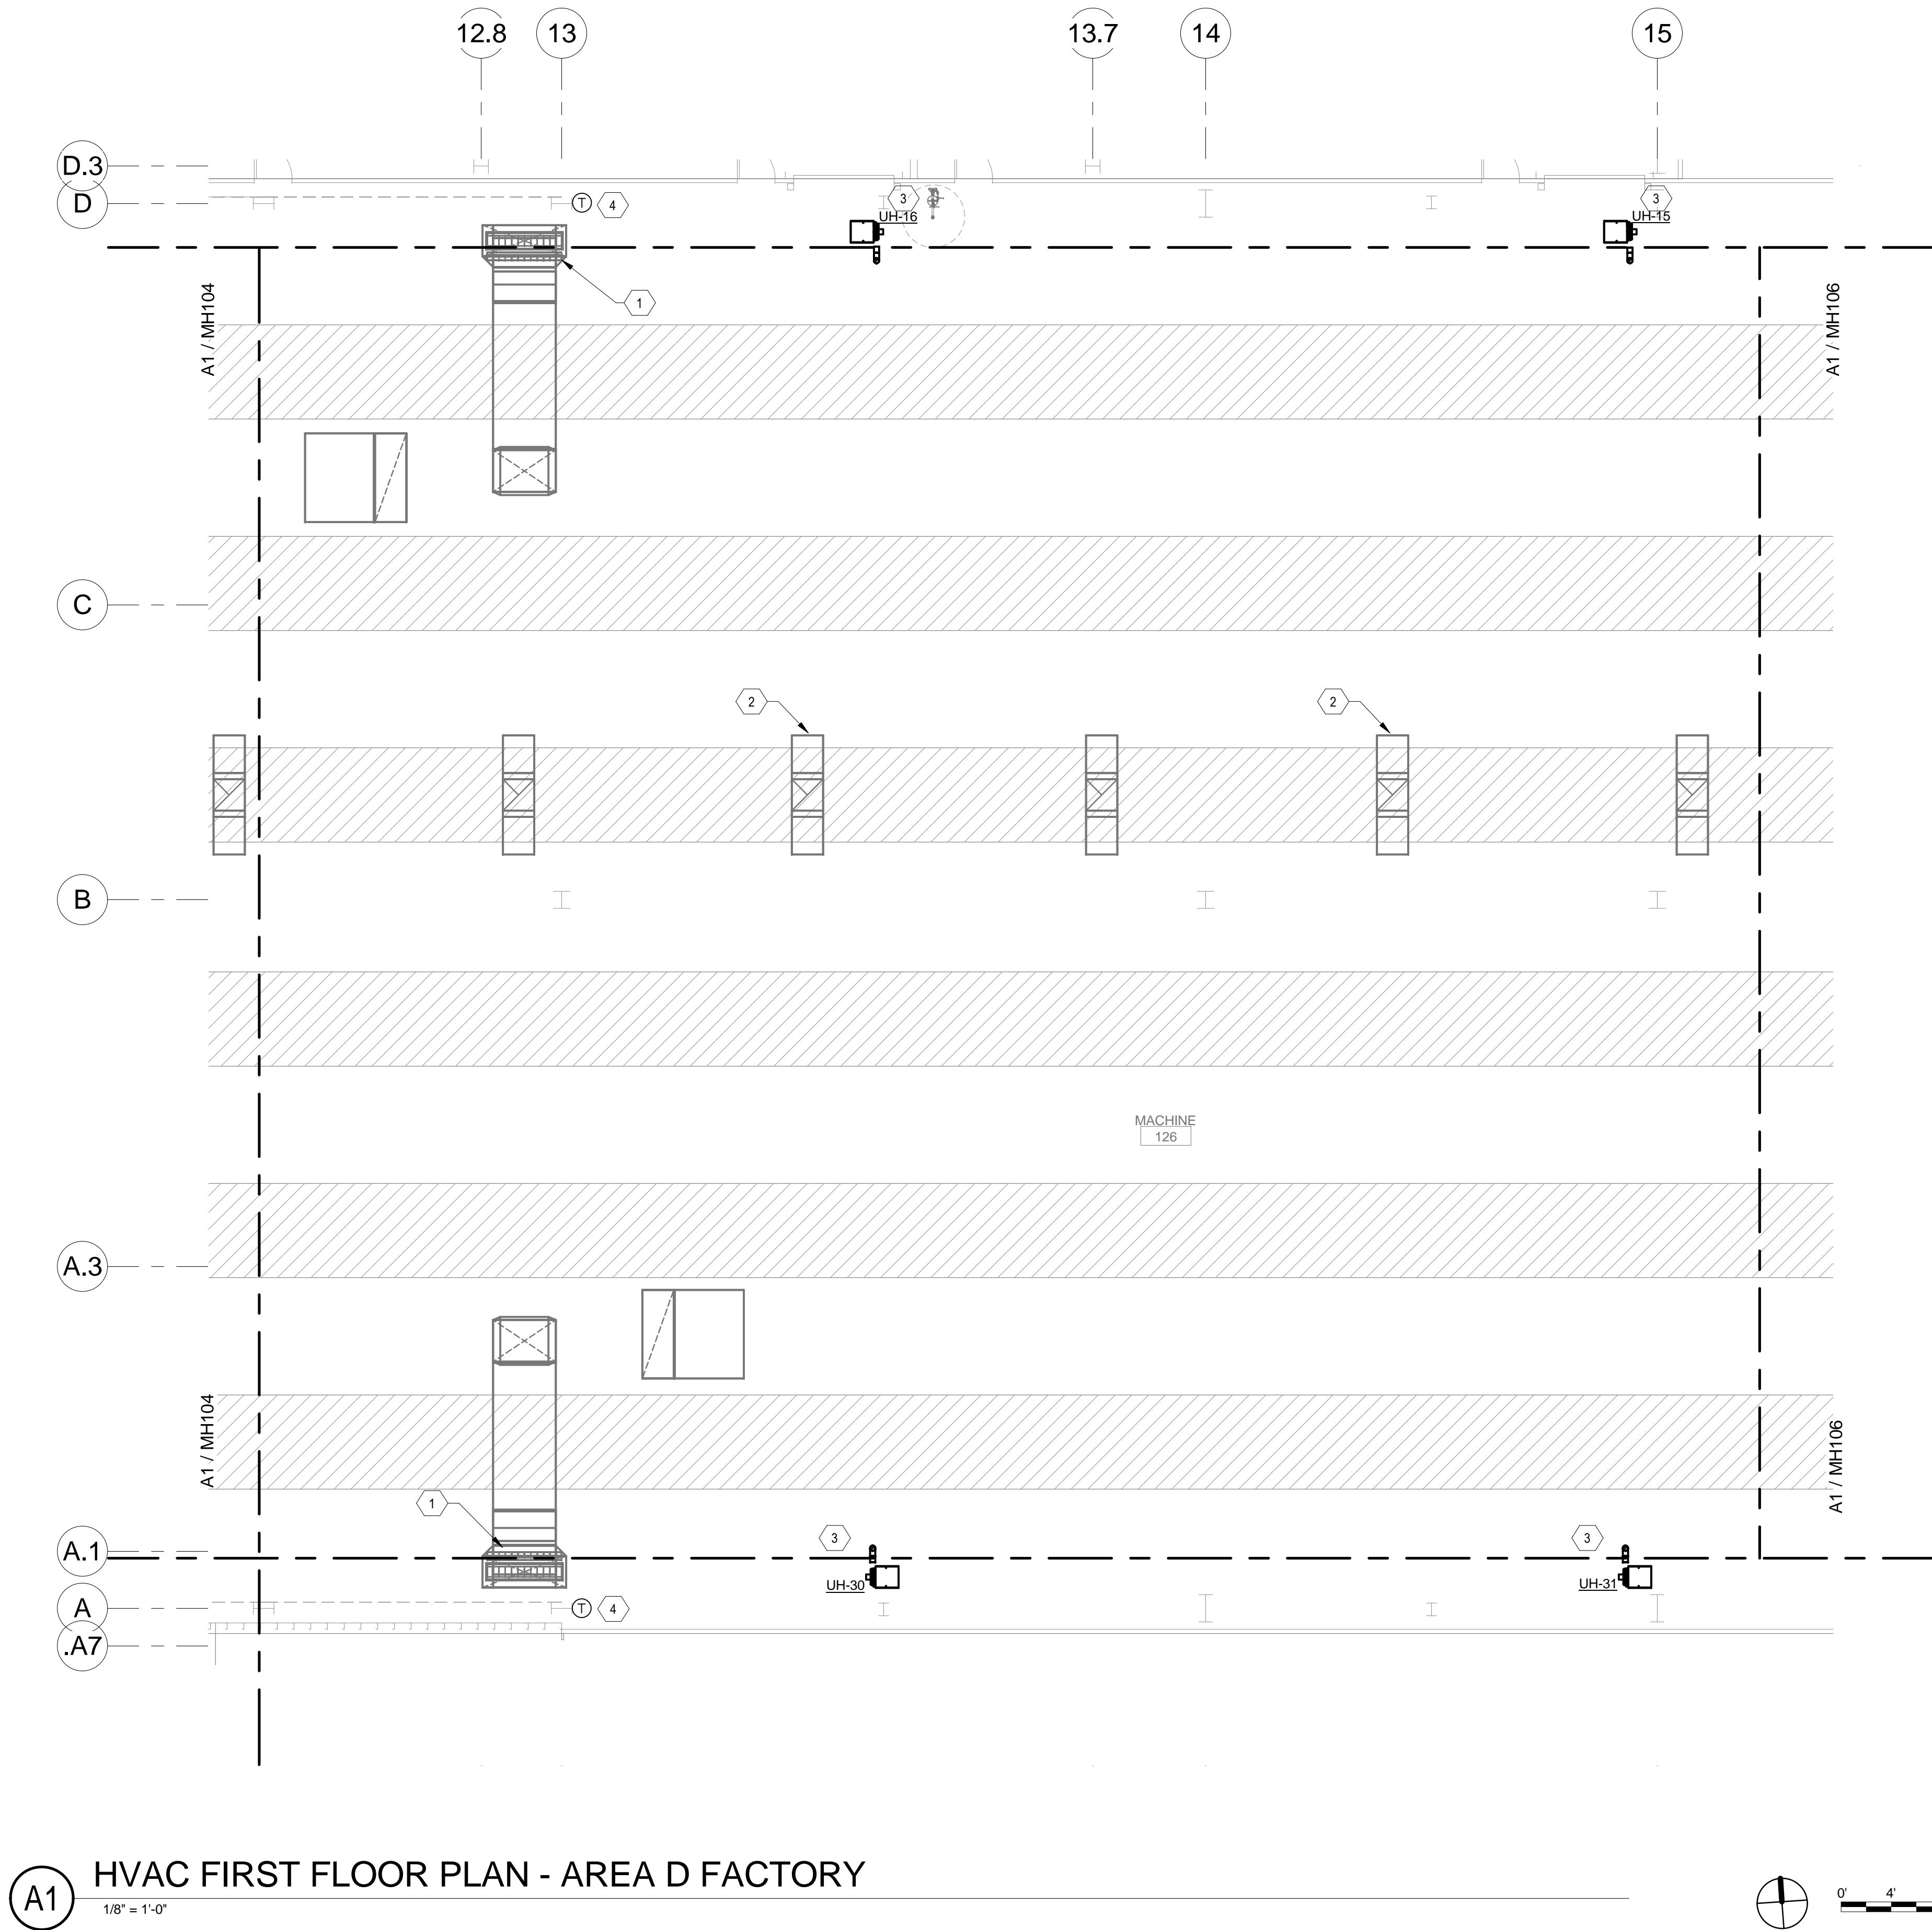 12.8 13 13.7 14 15
D.3
D
T 4
3
UH-16
3
UH-15
A1 / MH104
1
A1 / MH106
C
2
2
B
MACHINE
126
A.3
A1 / MH104
A1 / MH106
1
A.1
3
3
UH-30
UH-31
A
T 4
.A7
A1
HVAC FIRST FLOOR PLAN - AREA D FACTORY
1/8" = 1'-0"
0' 4'